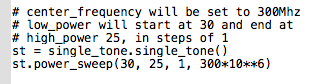 # center_frequency will be set to 300Mhz
# low_power will start at 30 and end at
# high_power 25, in steps of 1
st = single_tone.single_tone()
st.power_sweep(30, 25, 1, 300*10**6)